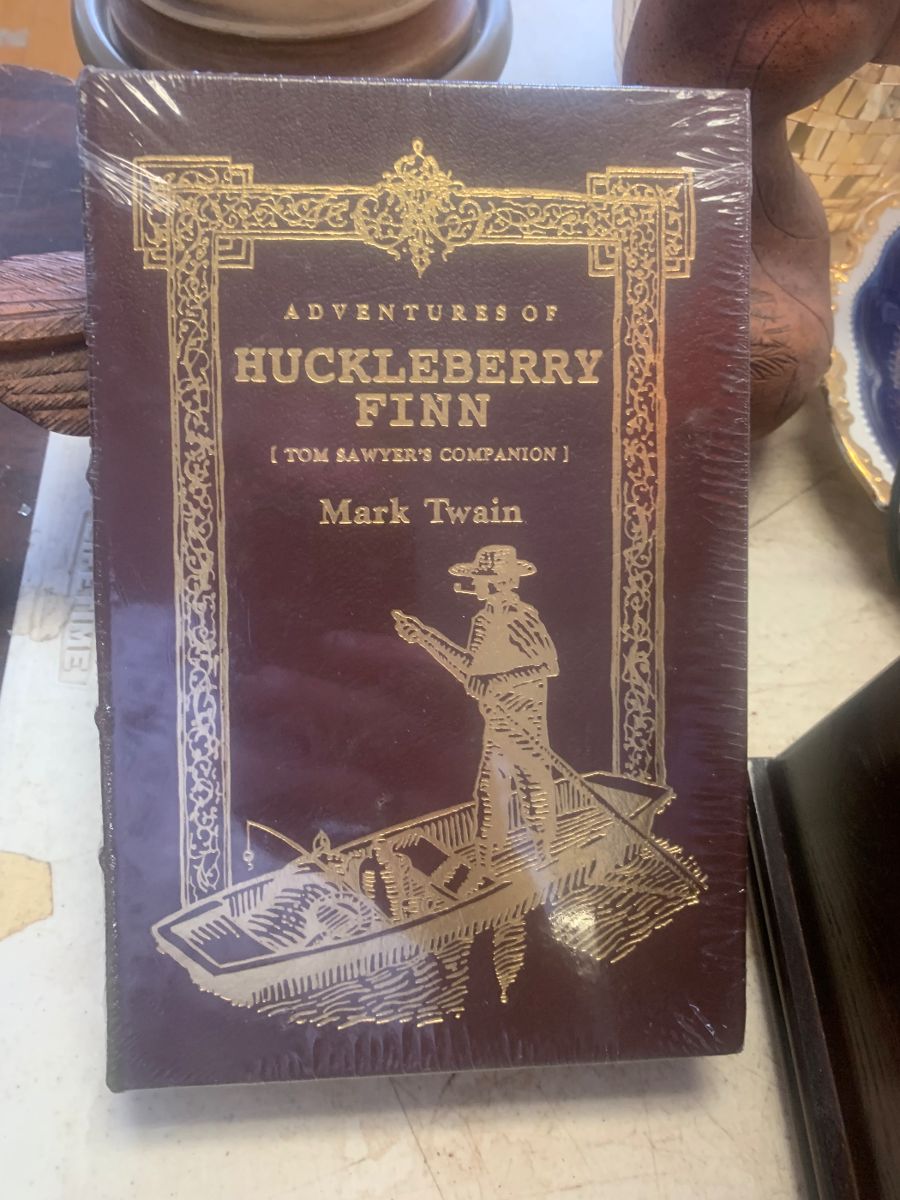 ADVENTURES OF
HUCKLEBERRY
FINN
[ TOM SAWYER'S COMPANION ]
Mark Twain